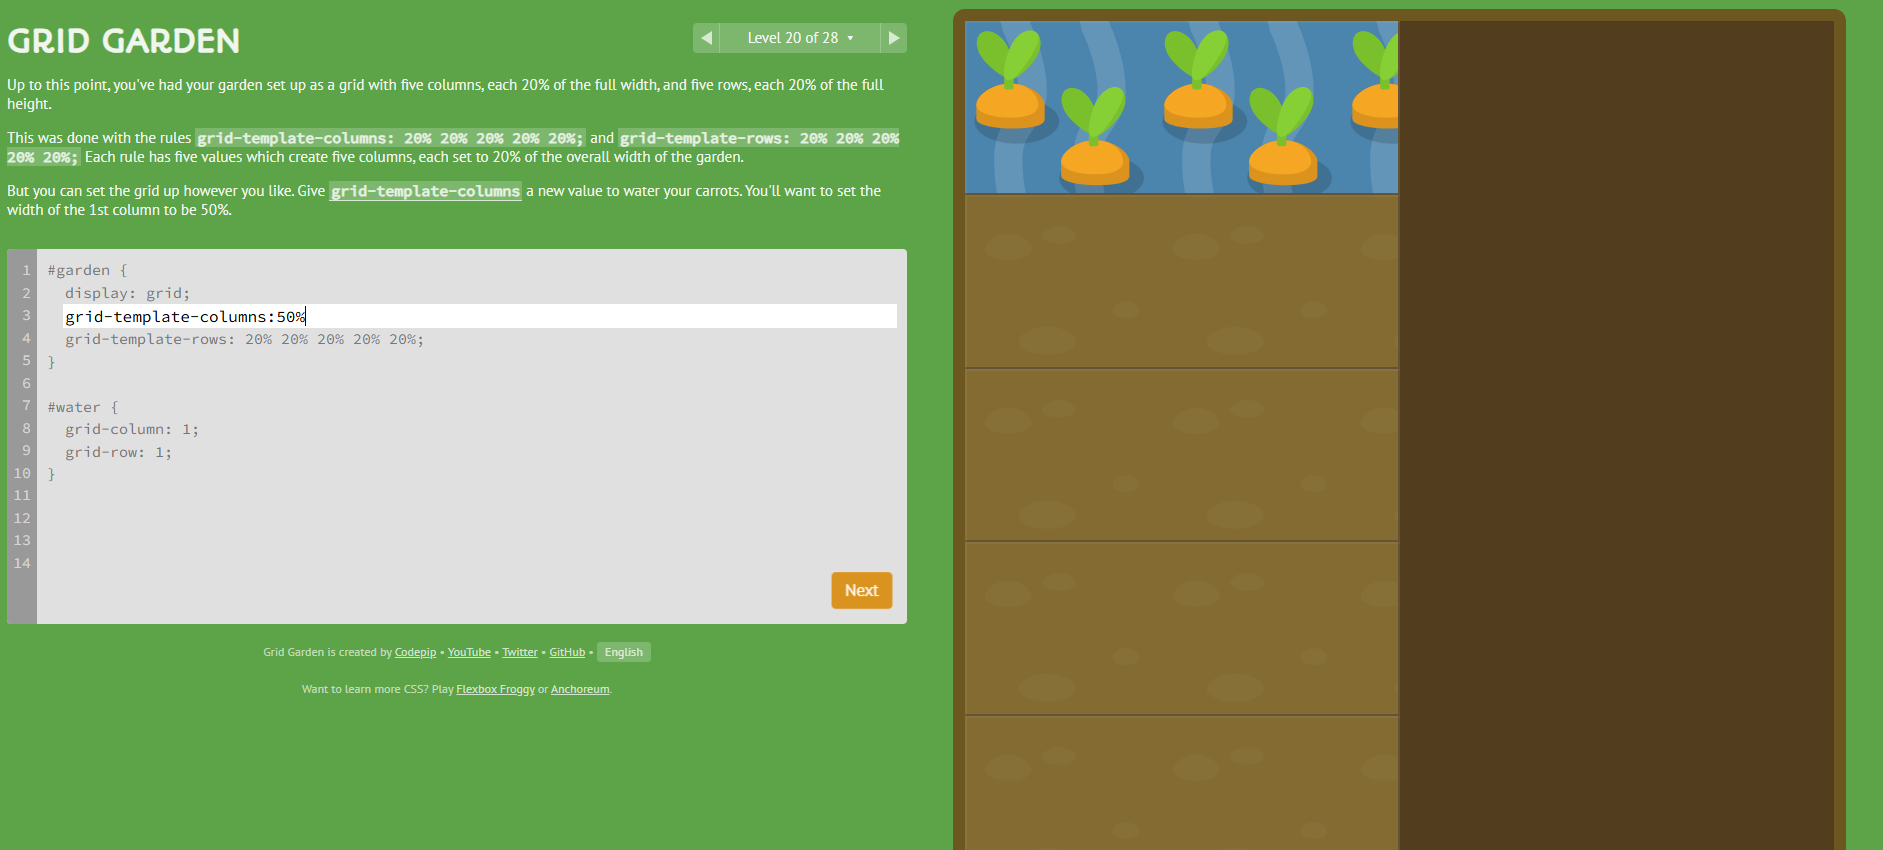 GRID GARDEN
Level 20 of 28 ▾
Up to this point, you've had your garden set up as a grid with five columns, each 20% of the full width, and five rows, each 20% of the full
height.
This was done with the rules grid-template-columns: 20% 20% 20% 20% 20%; and grid-template-rows: 20% 20% 20%
20% 20%; Each rule has five values which create five columns, each set to 20% of the overall width of the garden.
But you can set the grid up however you like. Give grid-template-columns a new value to water your carrots. You'll want to set the
width of the 1st column to be 50%.
1 #garden {
2 display: grid;
3 grid-template-columns:50%
4 grid-template-rows: 20% 20% 20% 20% 20%;
5 }
6
7 #water {
8 grid-column: 1;
9 grid-row: 1;
10 }
11
12
13
14
Next
Grid Garden is created by Codepip • YouTube • Twitter • GitHub • English
Want to learn more CSS? Play Flexbox Froggy or Anchoreum.